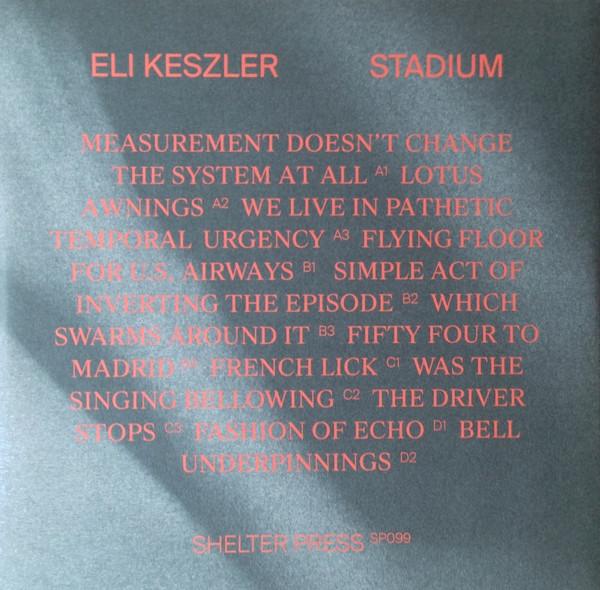 ELI KESZLER STADIUM
MEASUREMENT DOESN'T CHANGE
THE SYSTEM AT ALL A1 LOTUS
AWNINGS A2 WE LIVE IN PATHETIC
TEMPORAL URGENCY A3 FLYING FLOOR
FOR U.S. AIRWAYS B1 SIMPLE ACT OF
INVERTING THE EPISODE B2 WHICH
SWARMS AROUND IT B3 FIFTY FOUR TO
MADRID FRENCH LICK C1 WAS THE
SINGING BELLOWING C2 THE DRIVER
STOPS C3 FASHION OF ECHO D1 BELL
UNDERPINNINGS D2
SHELTER PRESS SP099